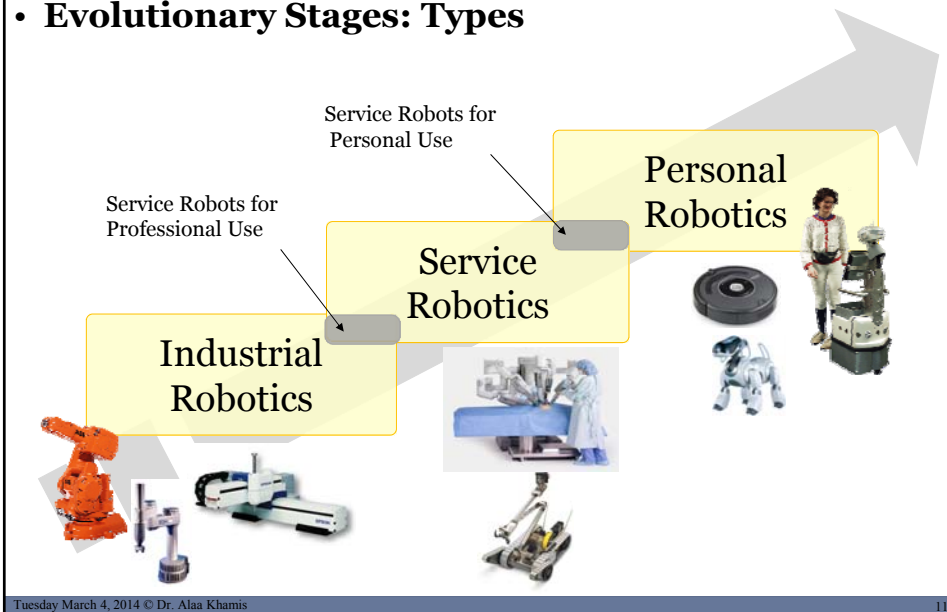 • Evolutionary Stages: Types
Service Robots for
Personal Use
Personal
Robotics
Service Robots for
Professional Use
Service
Robotics
Industrial
Robotics
Tuesday March 4, 2014 © Dr. Alaa Khamis
11